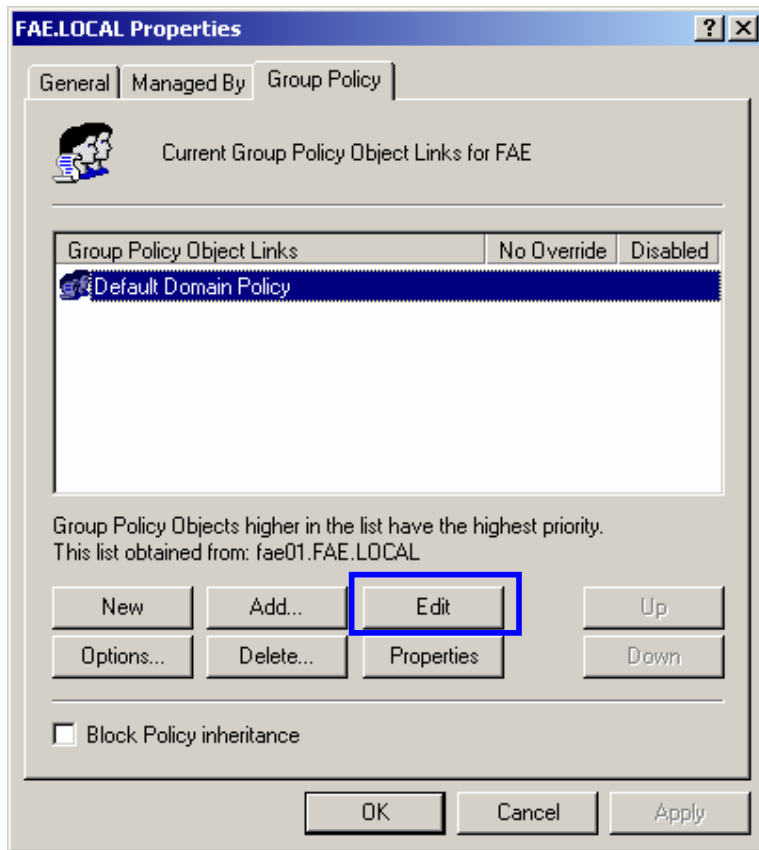 FAE.LOCAL Properties
General Managed By Group Policy
Current Group Policy Object Links for FAE
Group Policy Object Links No Override Disabled
Default Domain Policy
Group Policy Objects higher in the list have the highest priority.
This list obtained from: fae01.FAE.LOCAL
New Add... Edit Up
Options... Delete... Properties Down
Block Policy inheritance
OK Cancel Apply